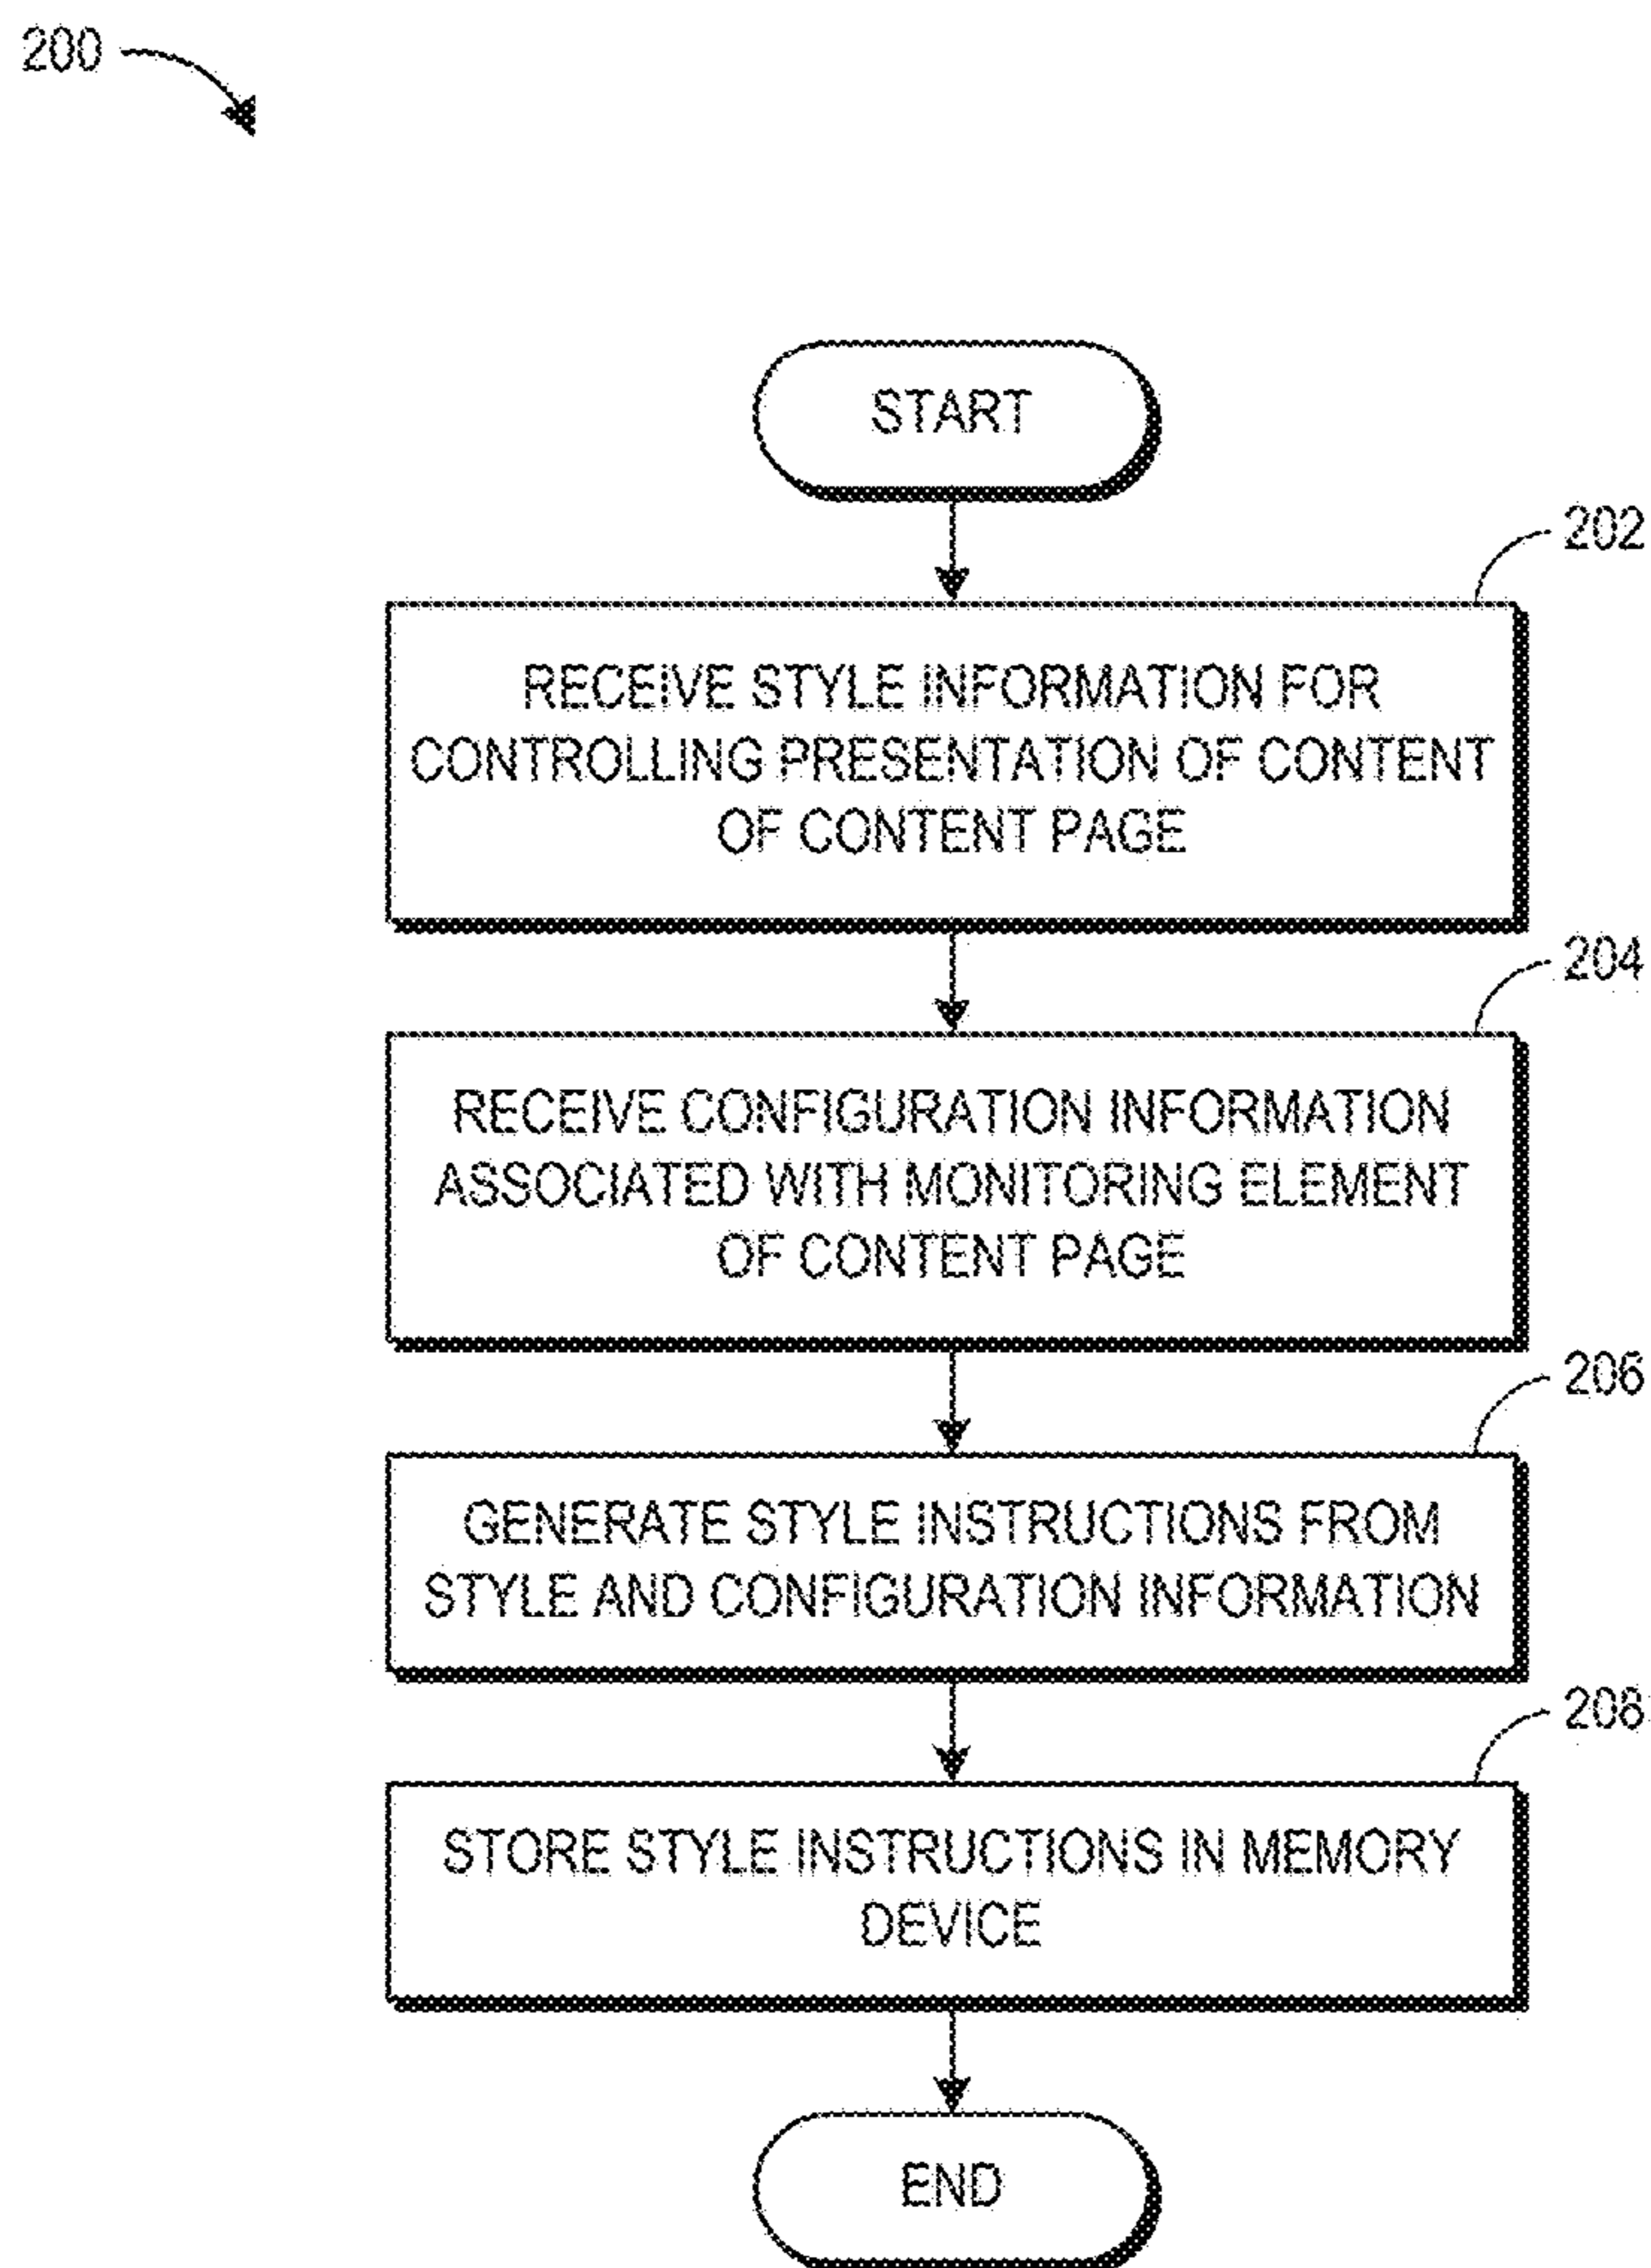 200
START
202
RECEIVE STYLE INFORMATION FOR
CONTROLLING PRESENTATION OF CONTENT
OF CONTENT PAGE
204
RECEIVE CONFIGURATION INFORMATION
ASSOCIATED WITH MONITORING ELEMENT
OF CONTENT PAGE
206
GENERATE STYLE INSTRUCTIONS FROM
STYLE AND CONFIGURATION INFORMATION
208
STORE STYLE INSTRUCTIONS IN MEMORY
DEVICE
END